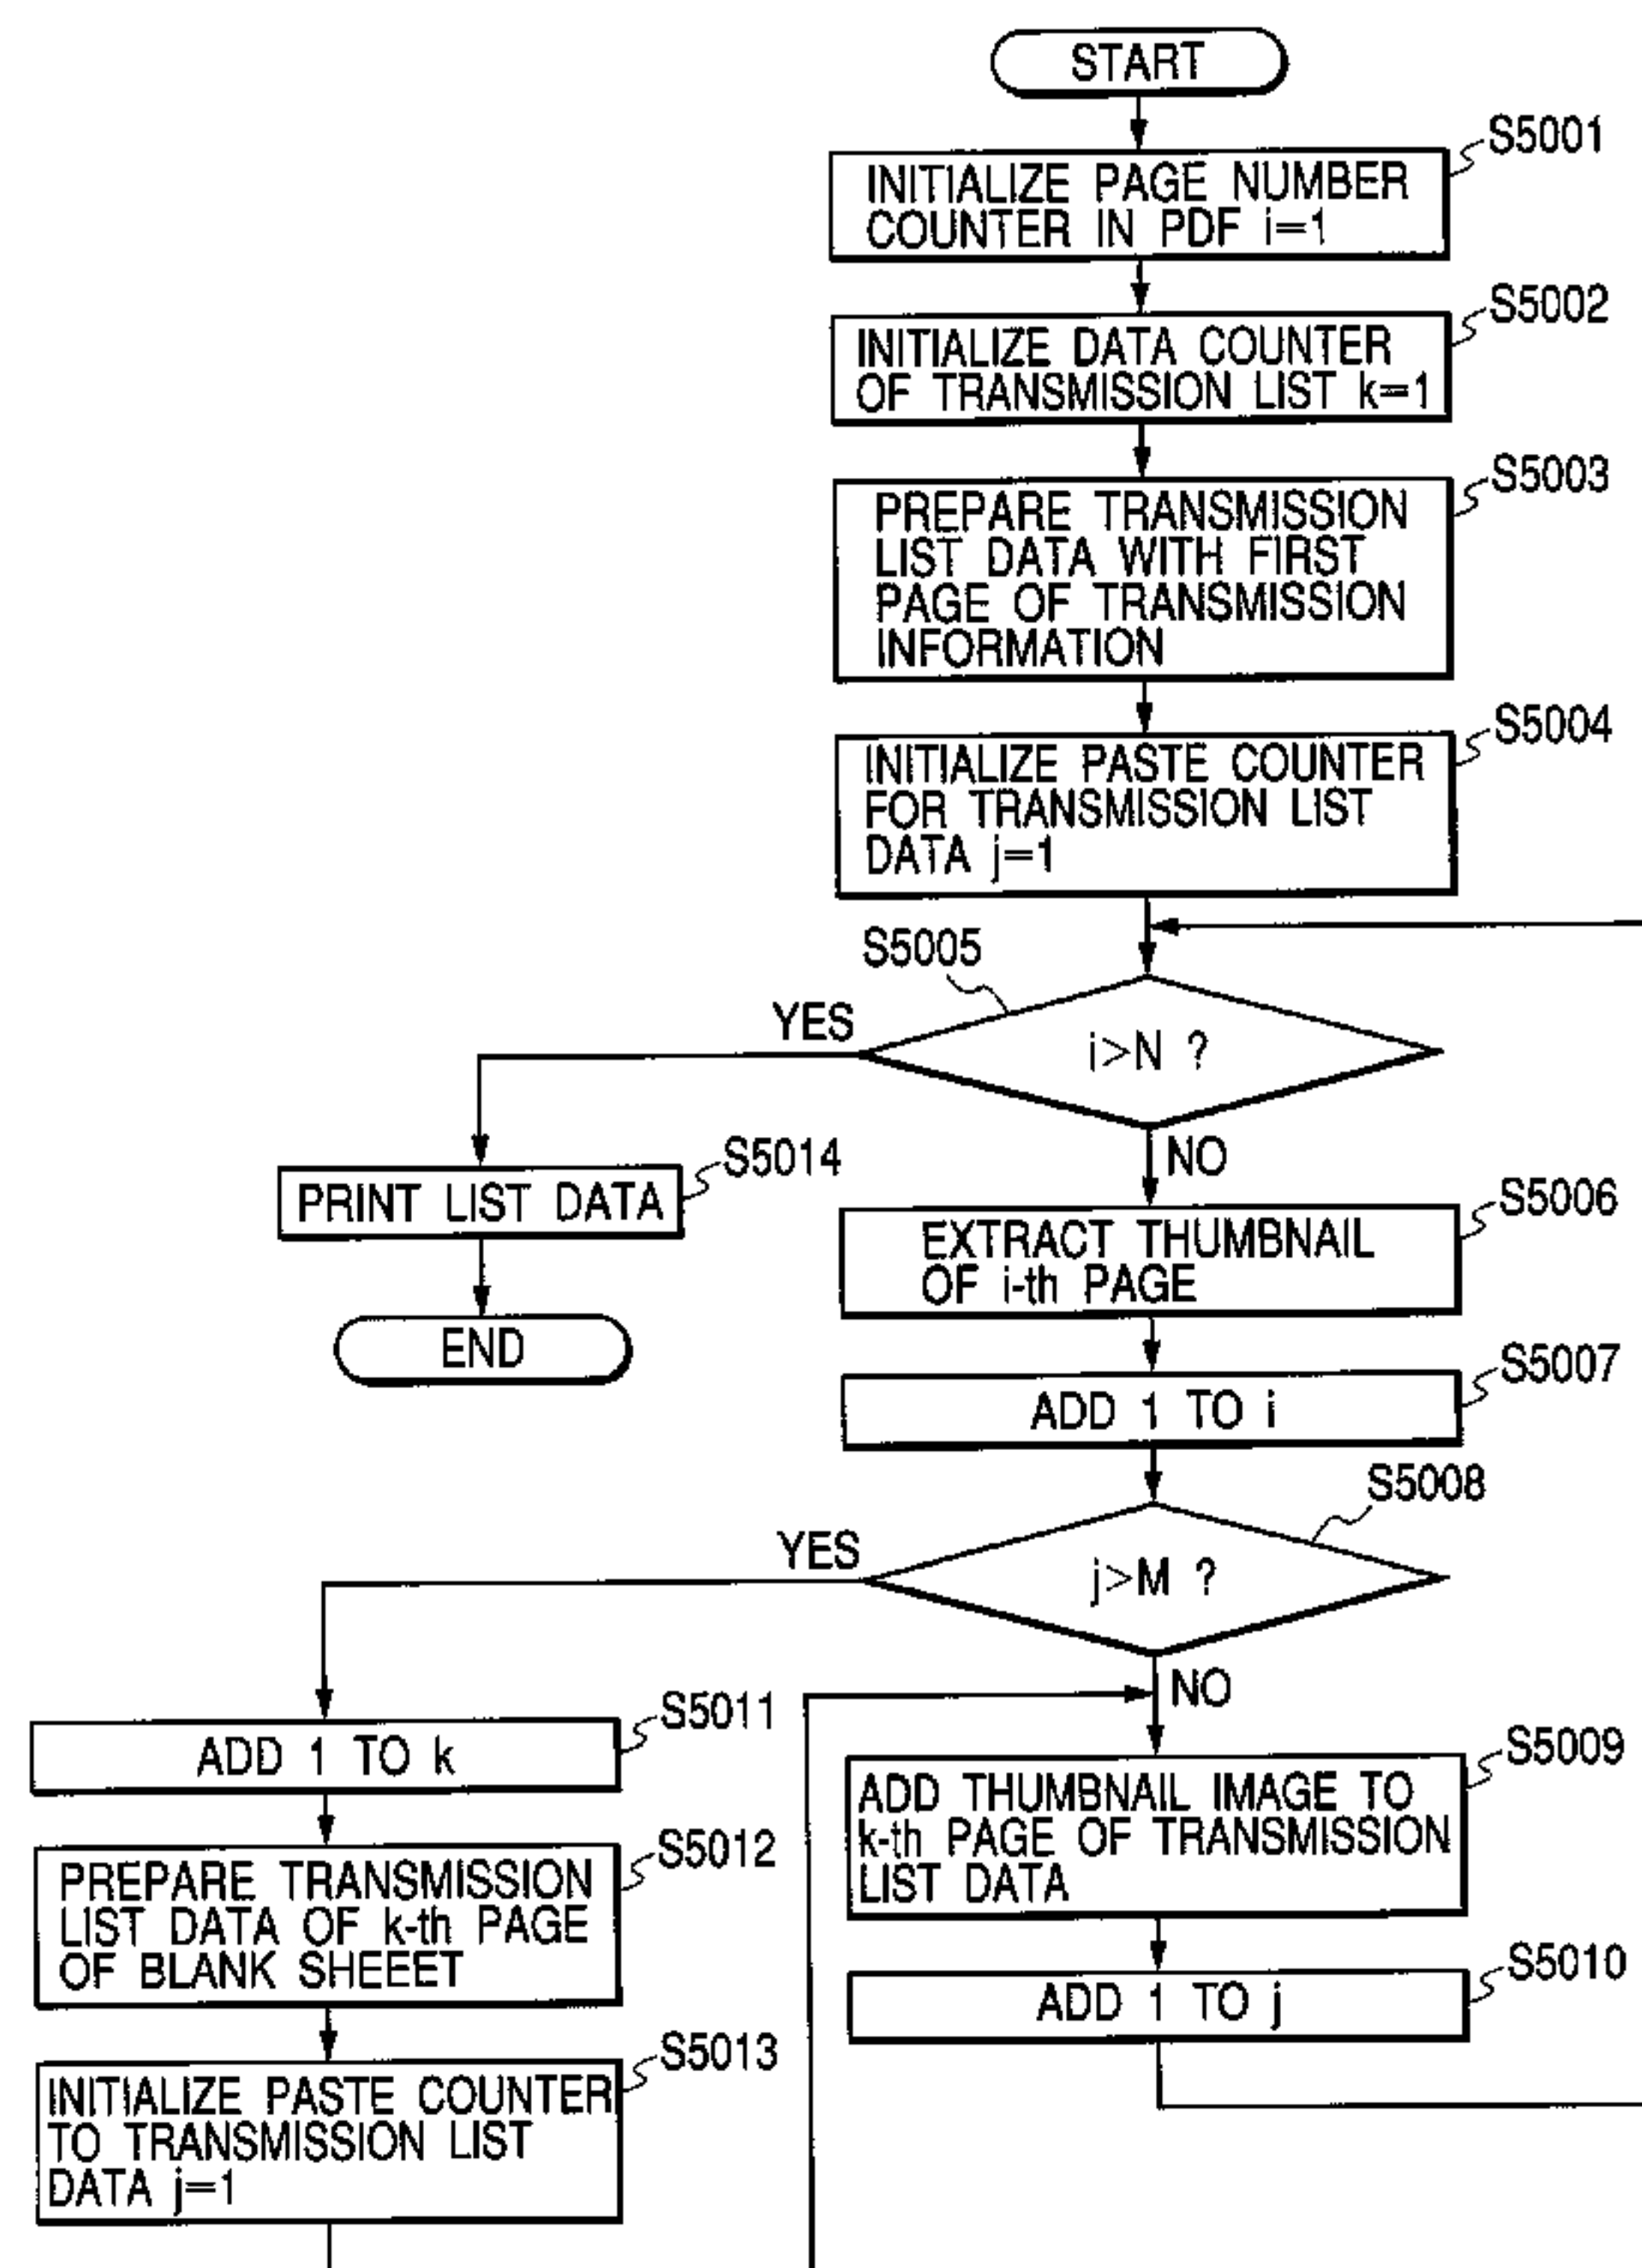 START
S5001
INITIALIZE PAGE NUMBER
COUNTER IN PDF i=1
S5002
INITIALIZE DATA COUNTER
OF TRANSMISSION LIST k=1
S5003
PREPARE TRANSMISSION
LIST DATA WITH FIRST
PAGE OF TRANSMISSION
INFORMATION
S5004
INITIALIZE PASTE COUNTER
FOR TRANSMISSION LIST
DATA j=1
S5005
YES
i>N ?
NO
S5014
PRINT LIST DATA
END
S5006
EXTRACT THUMBNAIL
OF i-th PAGE
S5007
ADD 1 TO i
S5008
YES
j>M ?
NO
S5011
ADD 1 TO k
S5012
PREPARE TRANSMISSION
LIST DATA OF k-th PAGE
OF BLANK SHEEET
S5013
INITIALIZE PASTE COUNTER
TO TRANSMISSION LIST
DATA j=1
S5009
ADD THUMBNAIL IMAGE TO
k-th PAGE OF TRANSMISSION
LIST DATA
S5010
ADD 1 TO j